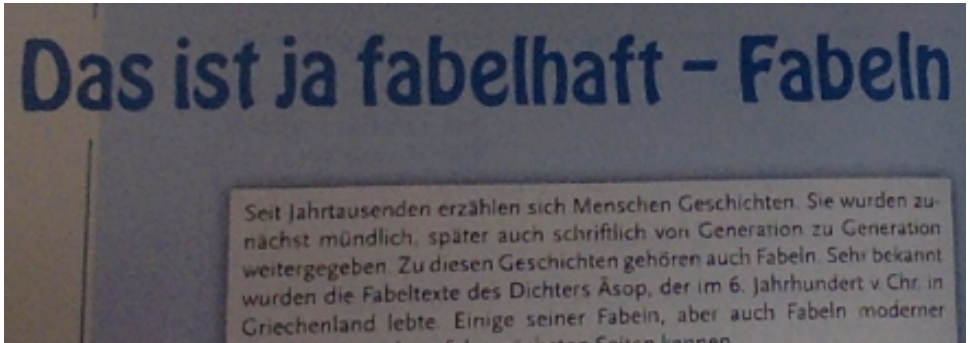 Das ist ja fabelhaft – Fabeln
Seit Jahrtausenden erzählen sich Menschen Geschichten. Sie wurden zu-
nächst mündlich, später auch schriftlich von Generation zu Generation
weitergegeben. Zu diesen Geschichten gehören auch Fabeln. Sehr bekannt
wurden die Fabeltexte des Dichters Äsop, der im 6. Jahrhundert v. Chr. in
Griechenland lebte. Einige seiner Fabeln, aber auch Fabeln moderner
Seiten kennen.